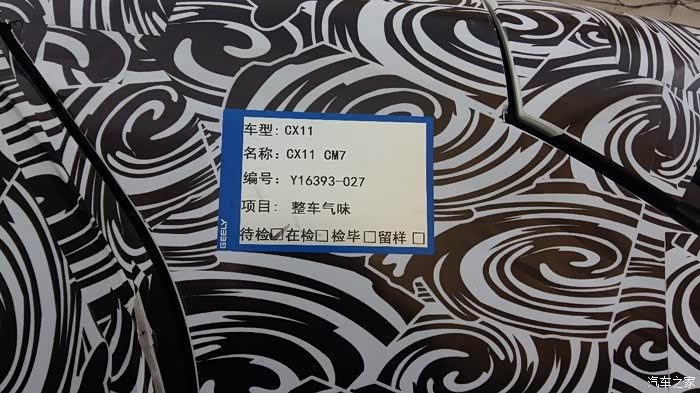 车型: CX11
名称: CX11 CM7
编号: Y16393-027
项目: 整车气味
待检☑在检□检毕□留样□
GEELY
汽车之家